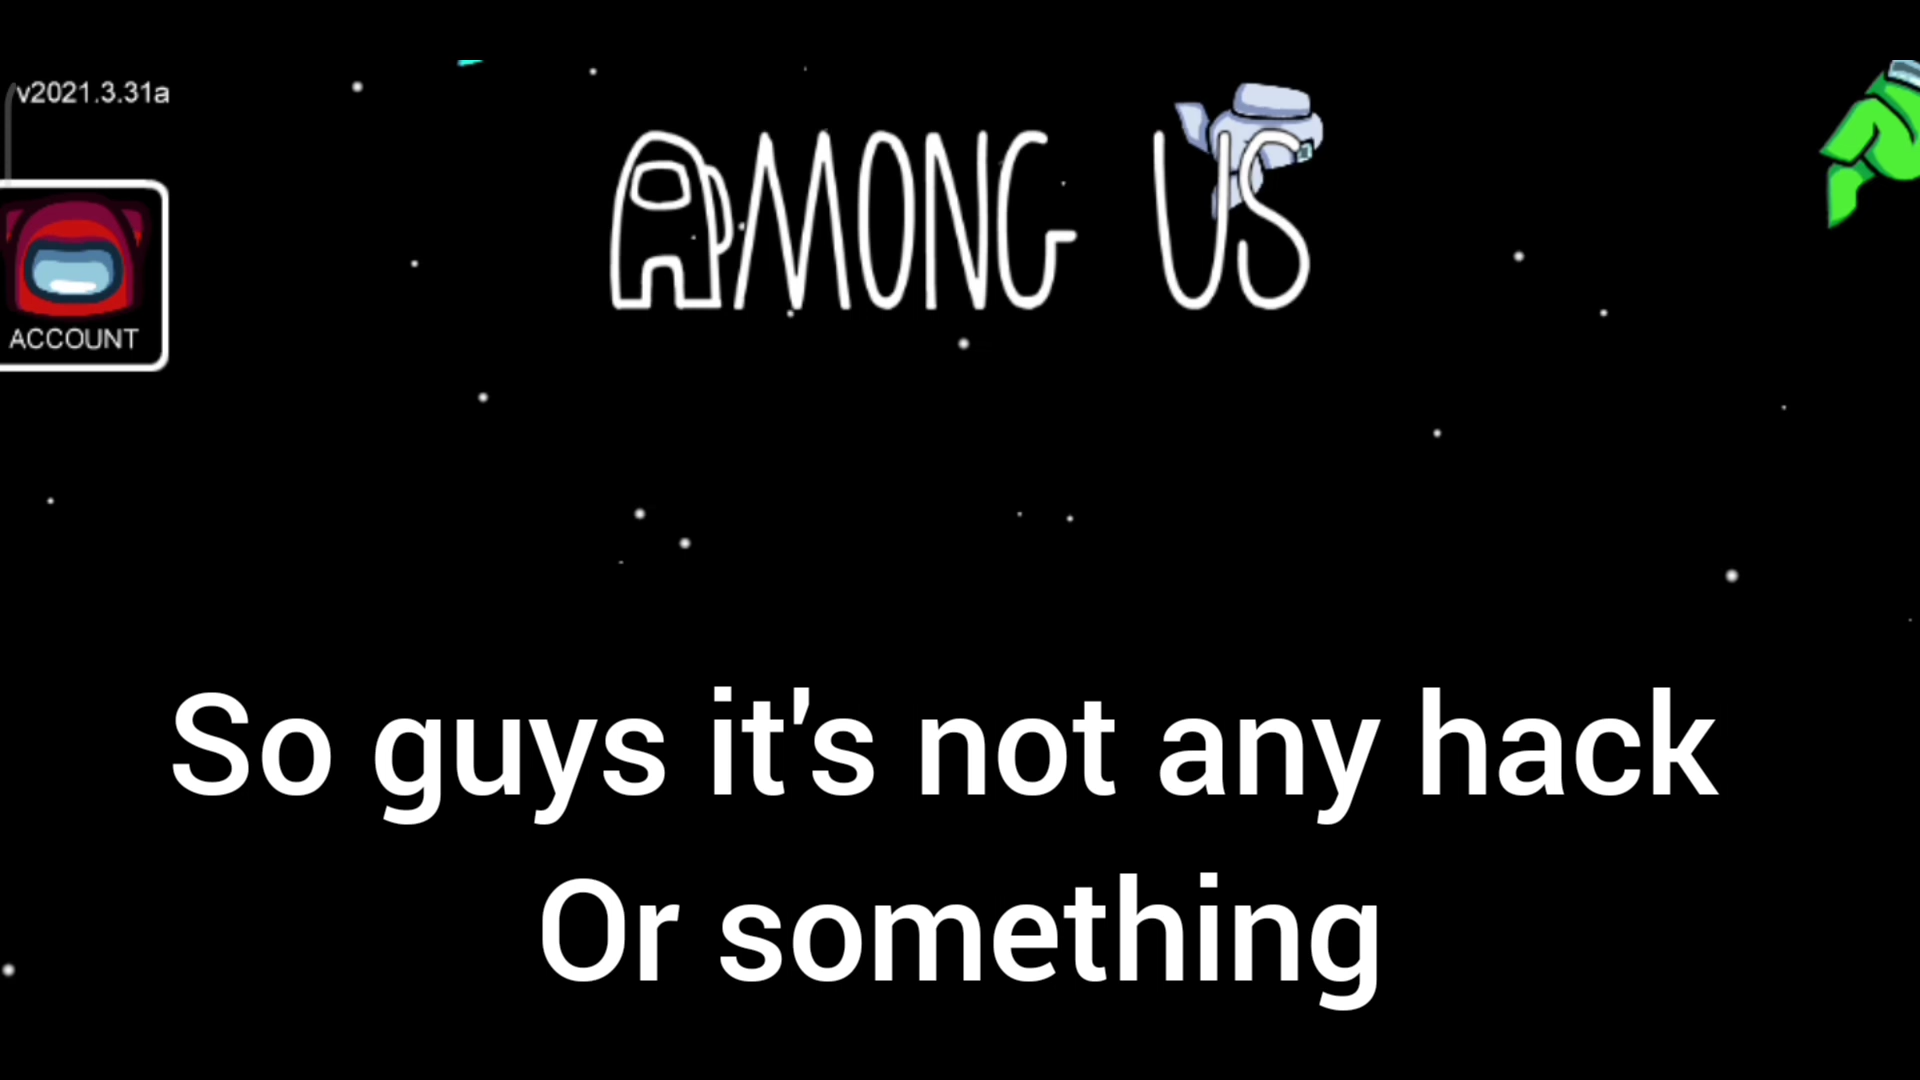 v2021.3.31a
AMONG US
ACCOUNT
So guys it's not any hack
Or something